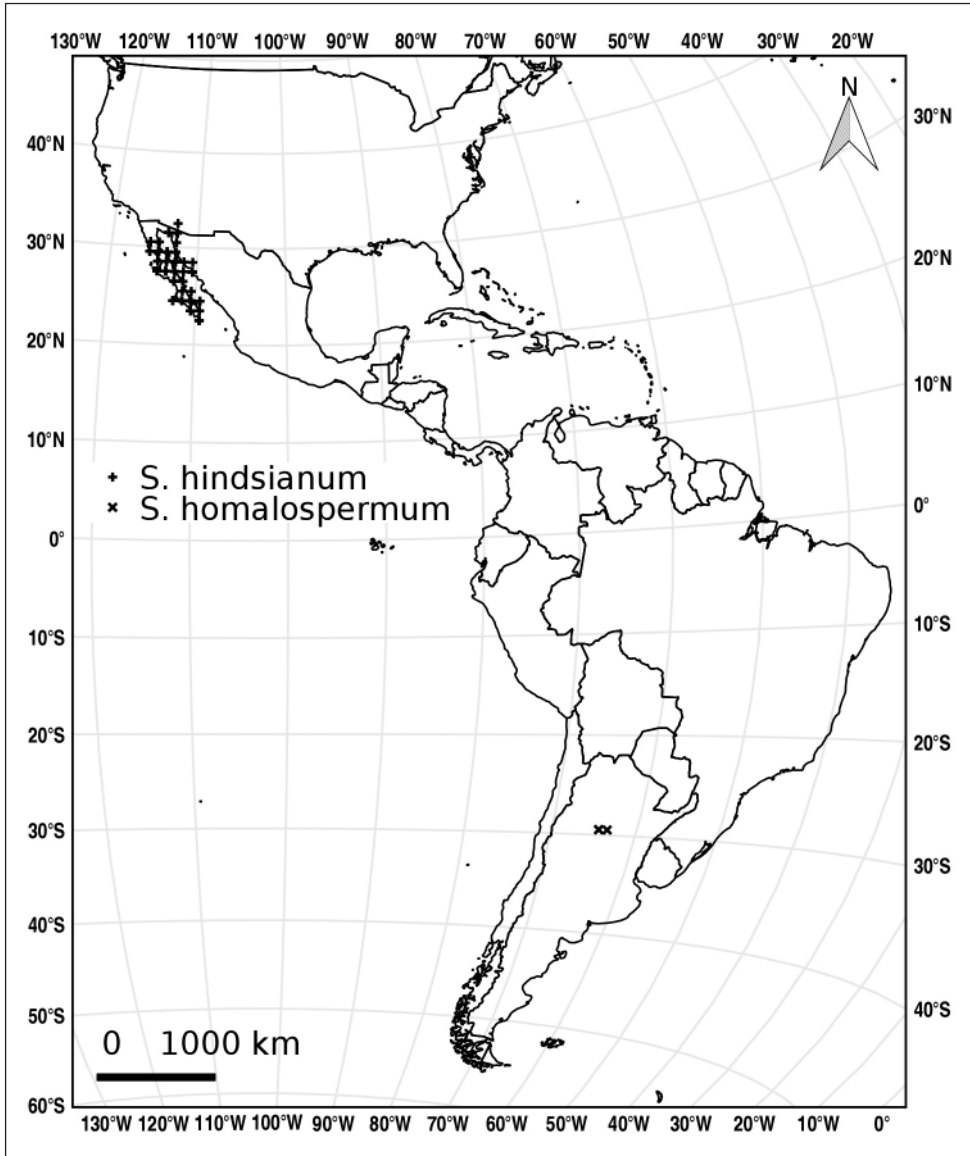 130°W 120°W 110°W 100°W 90°W 80°W 70°W 60°W 50°W 40°W 30°W 20°W
N
30°N
40°N
20°N
30°N
10°N
20°N
10°N
S. hindsianum
0°
S. homalospermum
0°
10°S
10°S
20°S
20°S
30°S
30°S
40°S
40°S
50°S
0 1000 km
60°S
130°W 120°W 110°W 100°W 90°W 80°W 70°W 60°W 50°W 40°W 30°W 20°W 10°W 0°